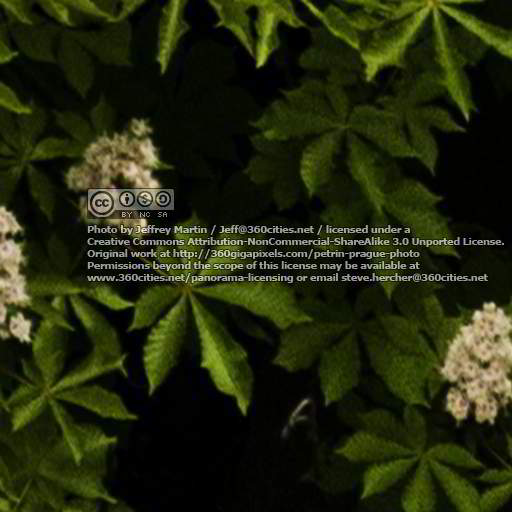 cc
BY NC SA
Photo by Jeffrey Martin / Jeff@360cities.net / licensed under a
Creative Commons Attribution-NonCommercial-ShareAlike 3.0 Unported License.
Original work at http://360gigapixels.com/petrin-prague-photo
Permissions beyond the scope of this license may be available at
www.360cities.net/panorama-licensing or email steve.hercher@360cities.net